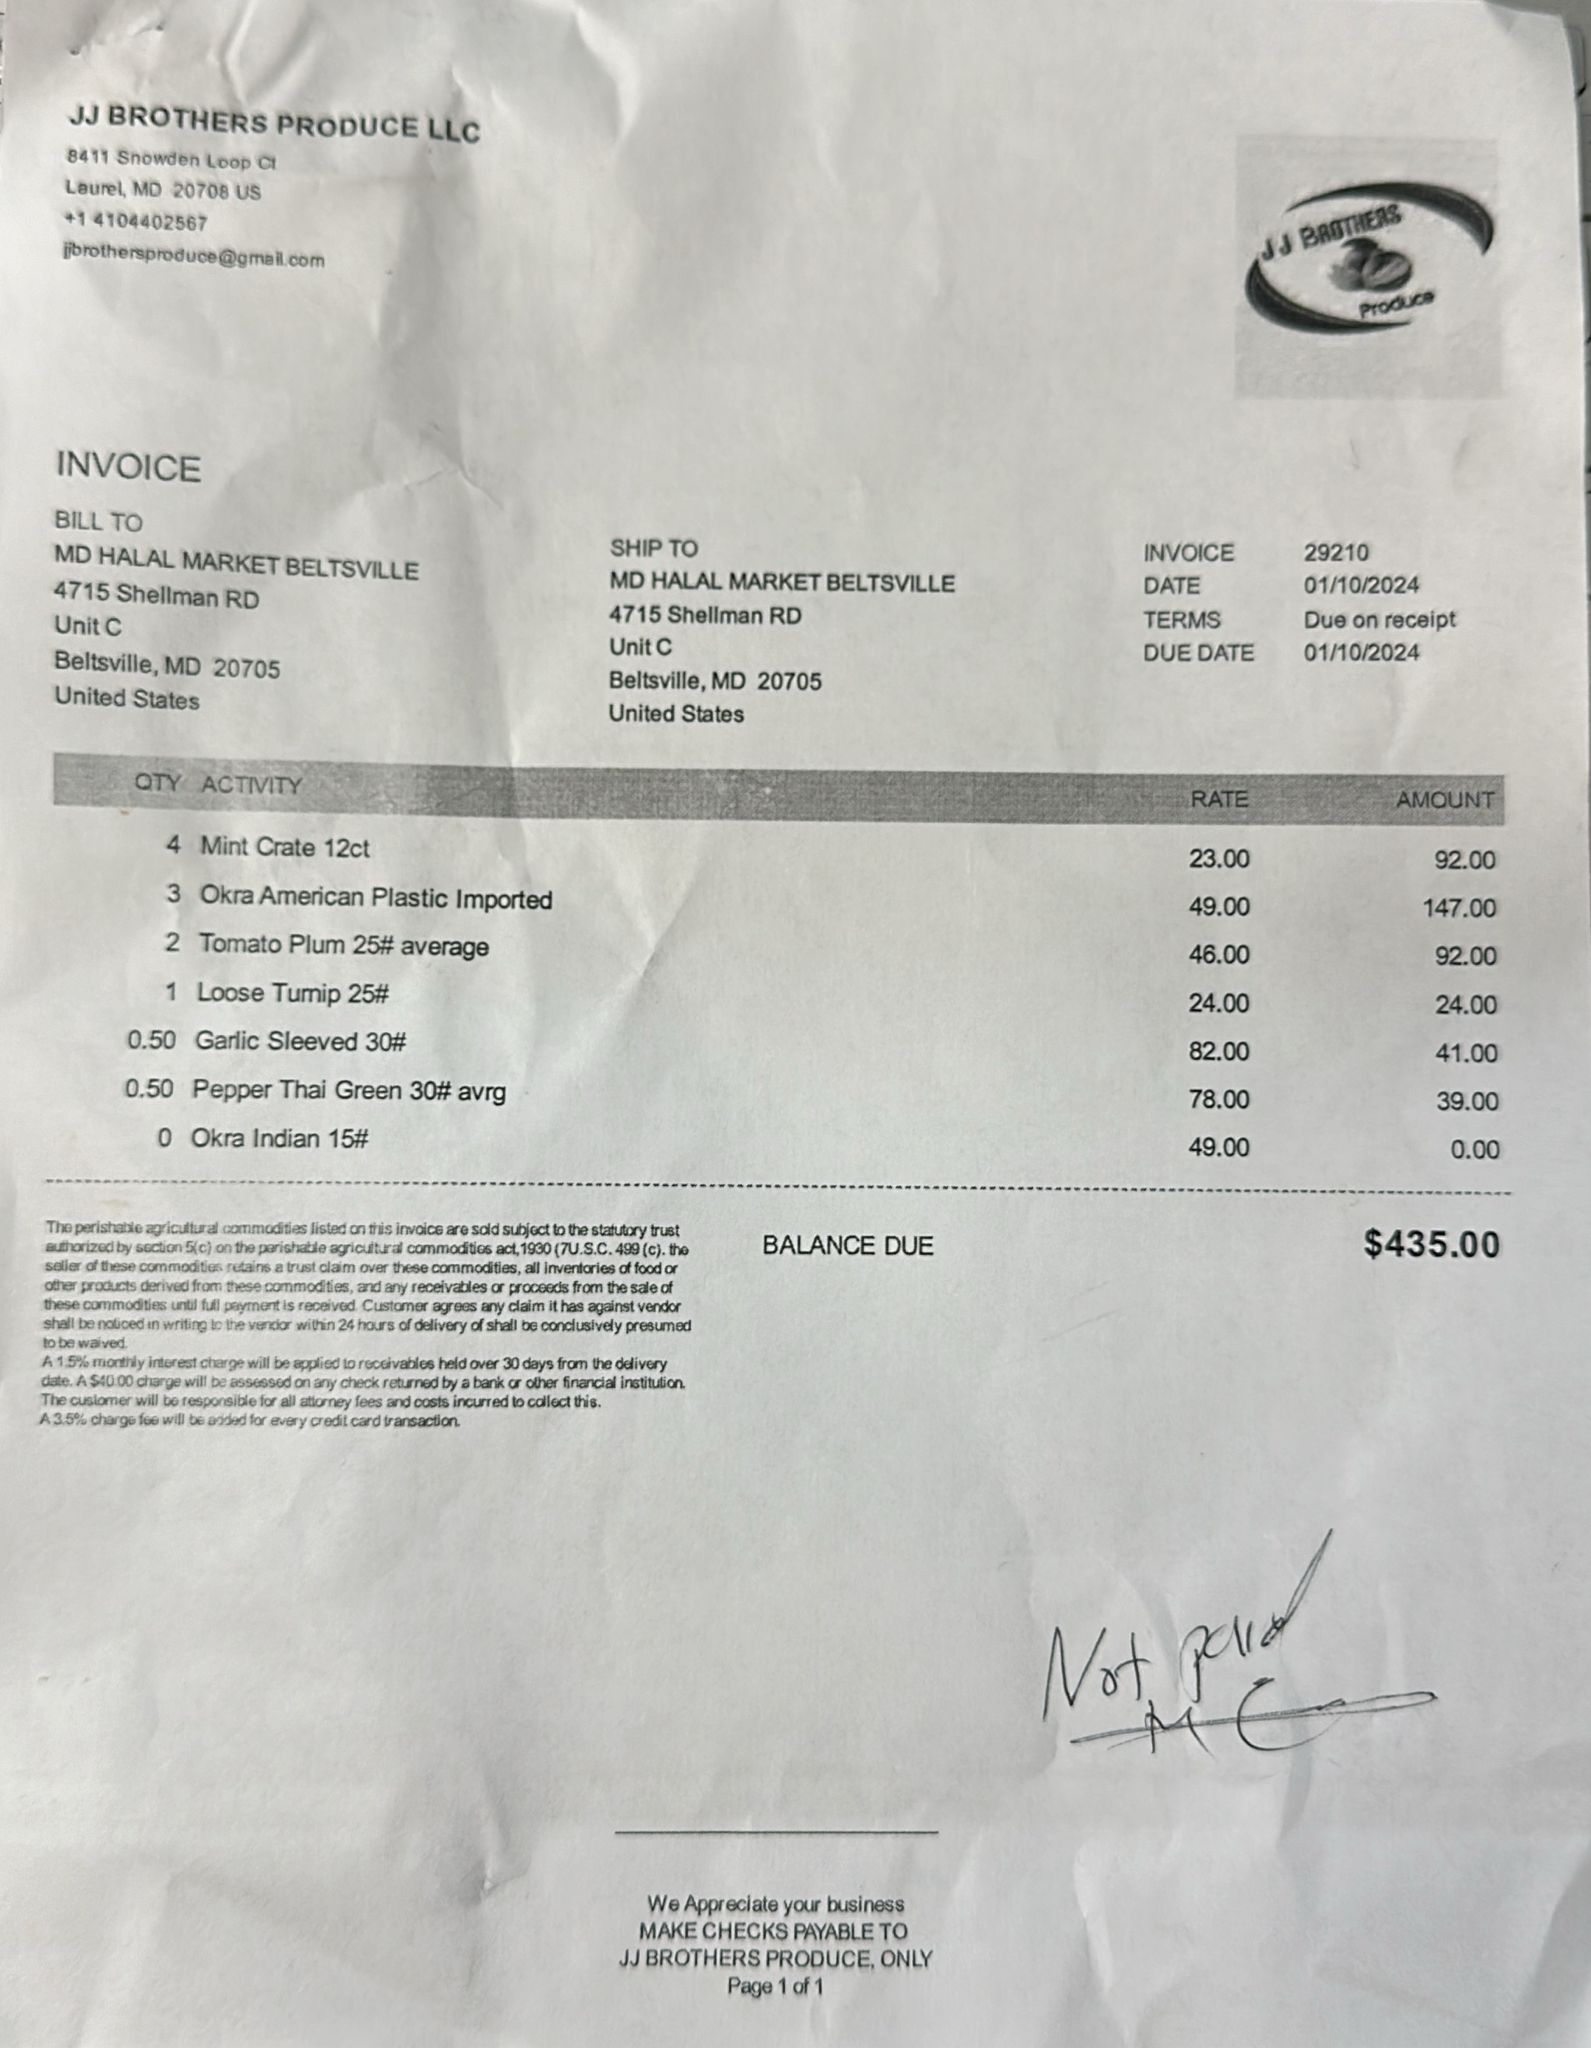 JJ BROTHERS PRODUCE LLC
8411 Snowden Loop Ct
Laurel, MD 20708 US
+1 4104402567
jjbrothersproduce@gmail.com
JJ BROTHERS
Produce
INVOICE
BILL TO
MD HALAL MARKET BELTSVILLE
4715 Shellman RD
Unit C
Beltsville, MD 20705
United States
SHIP TO
MD HALAL MARKET BELTSVILLE
4715 Shellman RD
Unit C
Beltsville, MD 20705
United States
INVOICE 29210
DATE 01/10/2024
TERMS Due on receipt
DUE DATE 01/10/2024
QTY ACTIVITY RATE AMOUNT
4 Mint Crate 12ct 23.00 92.00
3 Okra American Plastic Imported 49.00 147.00
2 Tomato Plum 25# average 46.00 92.00
1 Loose Turnip 25# 24.00 24.00
0.50 Garlic Sleeved 30# 82.00 41.00
0.50 Pepper Thai Green 30# avrg 78.00 39.00
0 Okra Indian 15# 49.00 0.00
The perishable agricultural commodities listed on this invoice are sold subject to the statutory trust
authorized by section 5(c) on the perishable agricultural commodities act,1930 (7U.S.C. 499 (c). the
seller of these commodities retains a trust claim over these commodities, all inventories of food or
other products derived from these commodities, and any receivables or proceeds from the sale of
these commodities until full payment is received. Customer agrees any claim it has against vendor
shall be noticed in writing to the vendor within 24 hours of delivery of shall be conclusively presumed
to be waived.
A 1.5% monthly interest charge will be applied to receivables held over 30 days from the delivery
date. A $40.00 charge will be assessed on any check returned by a bank or other financial institution.
The customer will be responsible for all attorney fees and costs incurred to collect this.
A 3.5% charge fee will be added for every credit card transaction.
BALANCE DUE $435.00
Not paid
We Appreciate your business
MAKE CHECKS PAYABLE TO
JJ BROTHERS PRODUCE, ONLY
Page 1 of 1